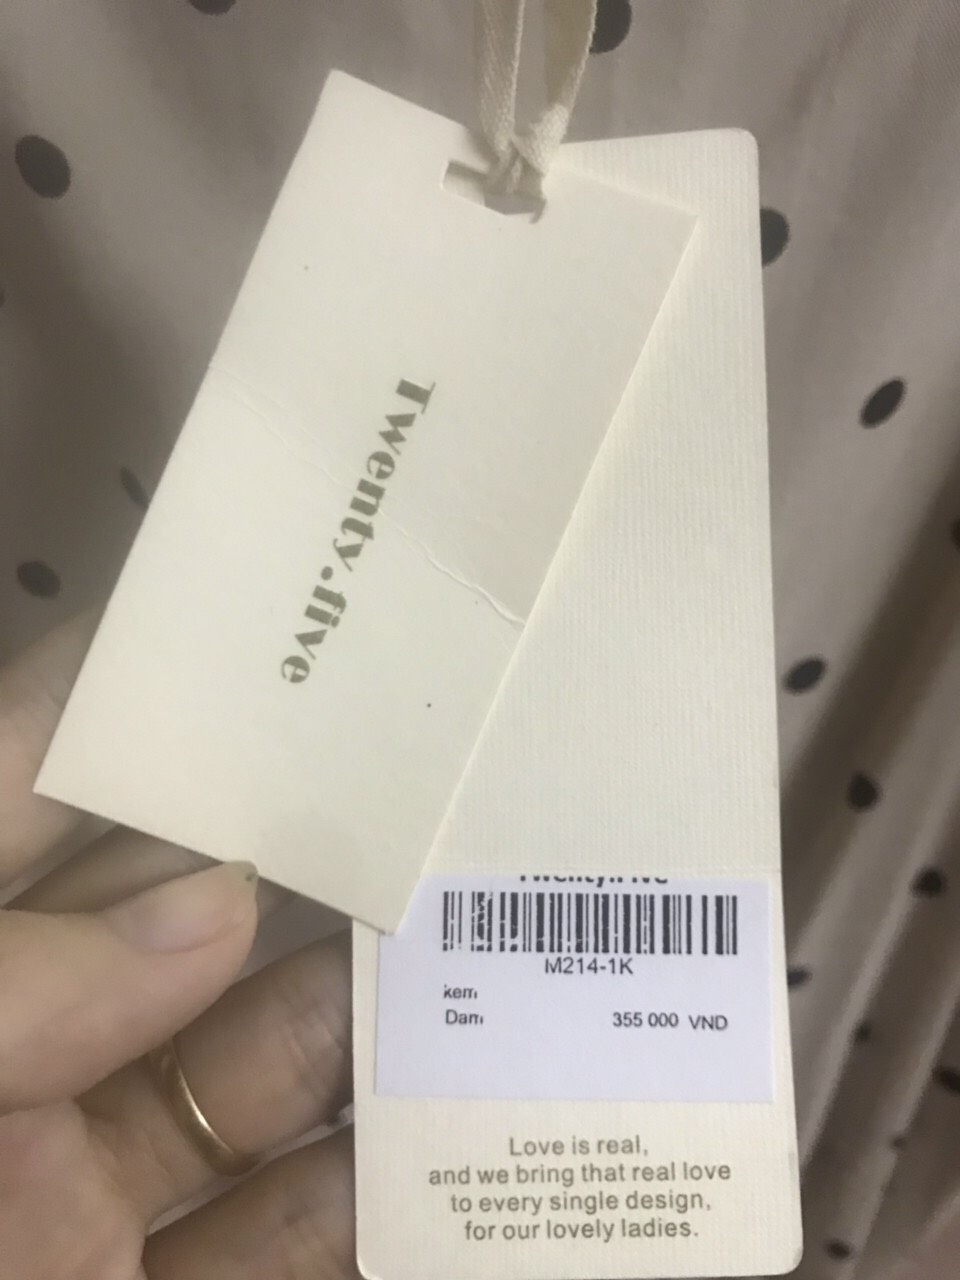 Twenty.five
M214-1K
kem
Dam
355 000 VND
Love is real,
and we bring that real love
to every single design,
for our lovely ladies.